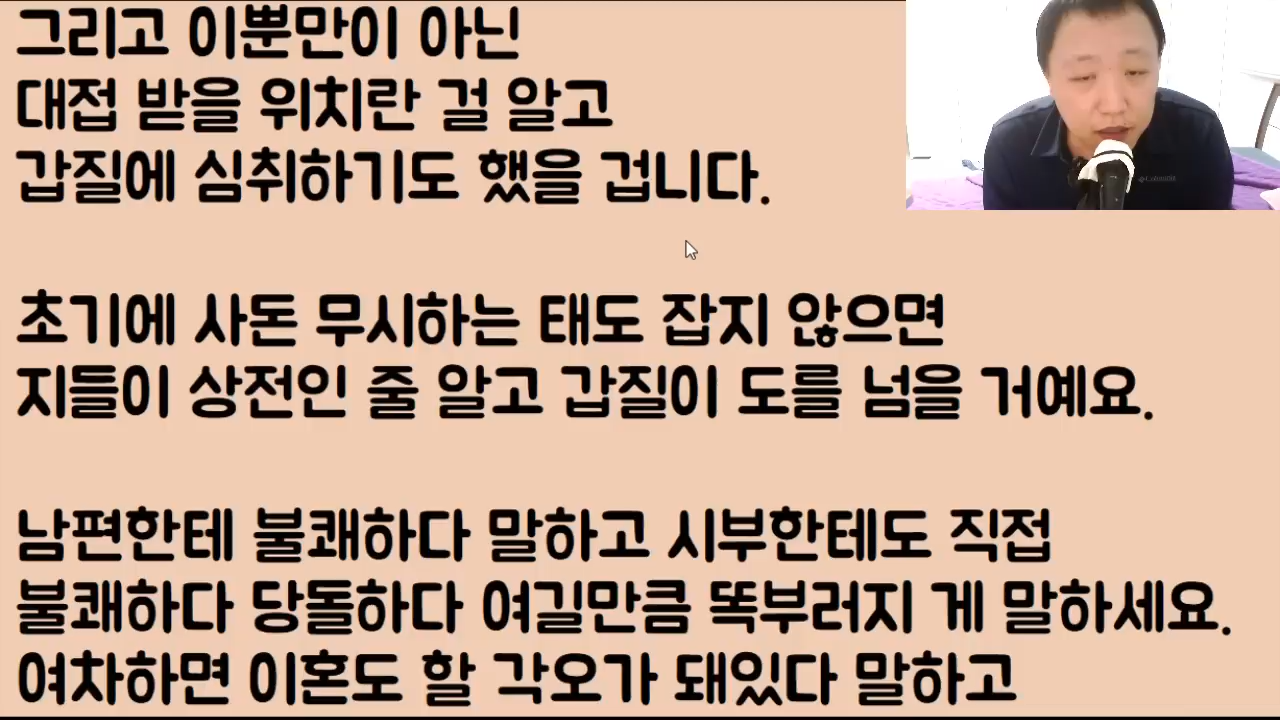 그리고 이뿐만이 아닌
대접 받을 위치란 걸 알고
갑질에 심취하기도 했을 겁니다.
초기에 사돈 무시하는 태도 잡지 않으면
지들이 상전인 줄 알고 갑질이 도를 넘을 거예요.
남편한테 불쾌하다 말하고 시부한테도 직접
불쾌하다 당돌하다 여길만큼 똑부러지 게 말하세요.
여차하면 이혼도 할 각오가 돼있다 말하고
Columbia